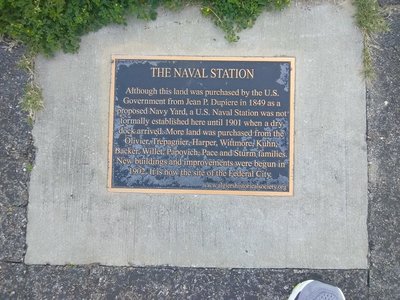 THE NAVAL STATION
Although this land was purchased by the U.S.
Government from Jean P. Dupiere in 1849 as a
proposed Navy Yard, a U.S. Naval Station was not
formally established here until 1901 when a dry
dock arrived. More land was purchased from the
Olivier, Trepagnier, Harper, Wittmore, Kuhn,
Backer, Willet, Papovich, Pace and Sturm families.
New buildings and improvements were begun in
1902. It is now the site of the Federal City.
www.algiershistoricalsociety.org